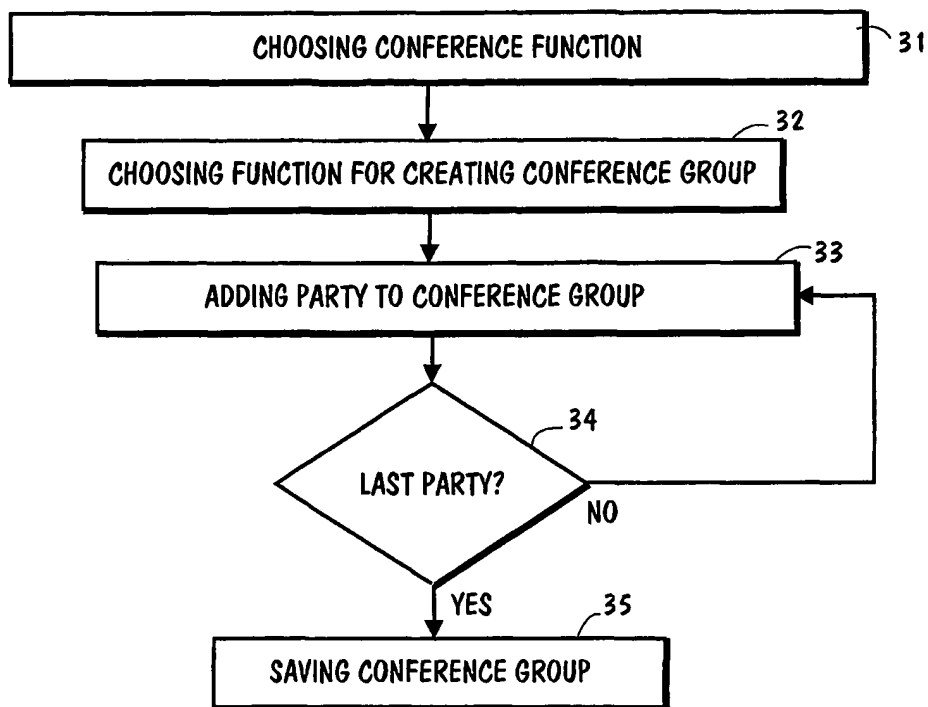 CHOOSING CONFERENCE FUNCTION
31
32
CHOOSING FUNCTION FOR CREATING CONFERENCE GROUP
33
ADDING PARTY TO CONFERENCE GROUP
34
LAST PARTY?
NO
YES
35
SAVING CONFERENCE GROUP